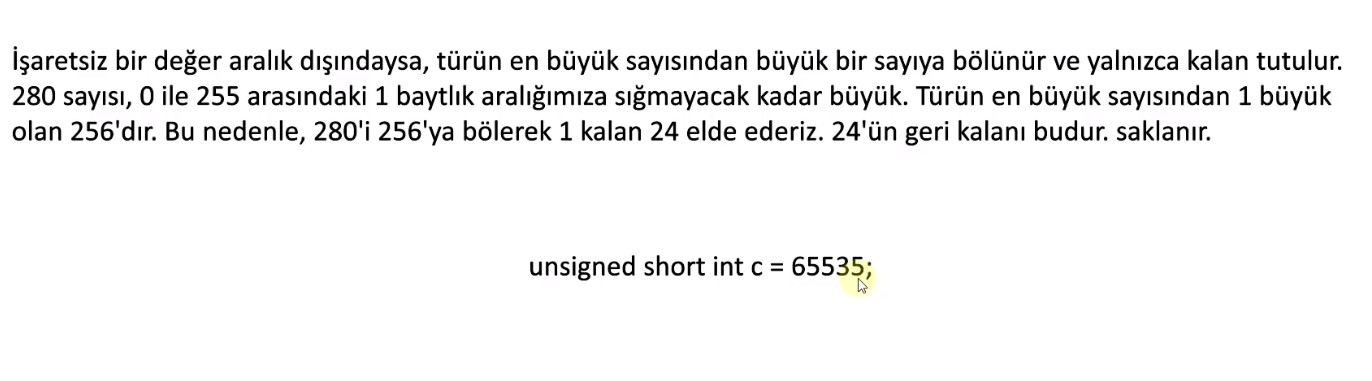 İşaretsiz bir değer aralık dışındaysa, türün en büyük sayısından büyük bir sayıya bölünür ve yalnızca kalan tutulur.
280 sayısı, 0 ile 255 arasındaki 1 baytlık aralığımıza sığmayacak kadar büyük. Türün en büyük sayısından 1 büyük
olan 256'dır. Bu nedenle, 280'i 256'ya bölerek 1 kalan 24 elde ederiz. 24'ün geri kalanı budur. saklanır.
unsigned short int c = 65535;